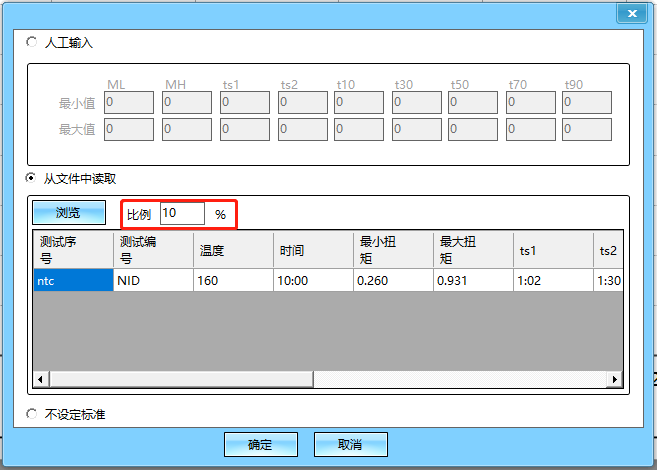 人工输入
ML MH ts1 ts2 t10 t30 t50 t70 t90
最小值 0 0 0 0 0 0 0 0 0
最大值 0 0 0 0 0 0 0 0 0
从文件中读取
浏览 比例 10 %
测试序号 测试编号 温度 时间 最小扭矩 最大扭矩 ts1 ts2
ntc NID 160 10:00 0.260 0.931 1:02 1:30
不设定标准
确定 取消